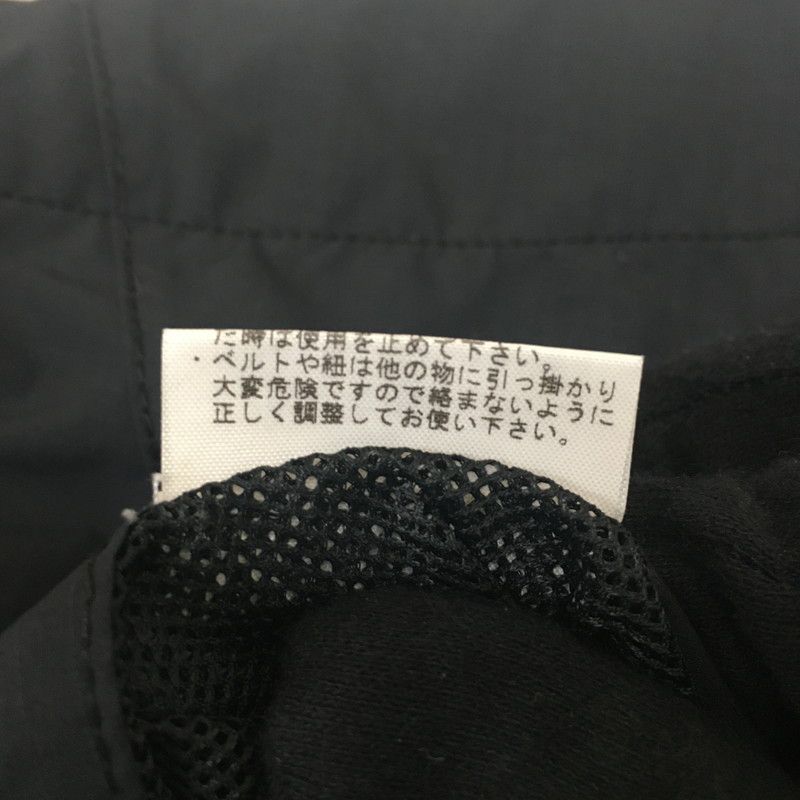 た時は使用を止めて下さい。
・ベルトや紐は他の物に引っ掛かり
大変危険ですので絡まないように
正しく調整してお使い下さい。